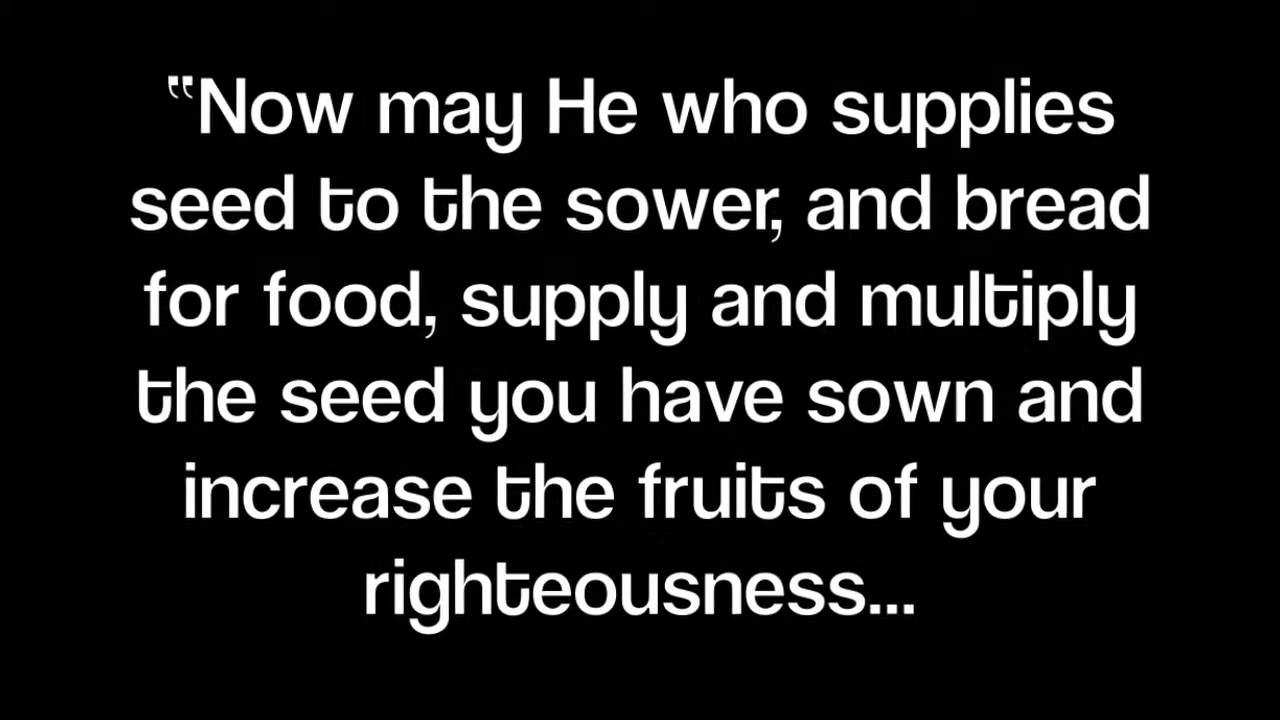 “Now may He who supplies
seed to the sower, and bread
for food, supply and multiply
the seed you have sown and
increase the fruits of your
righteousness...